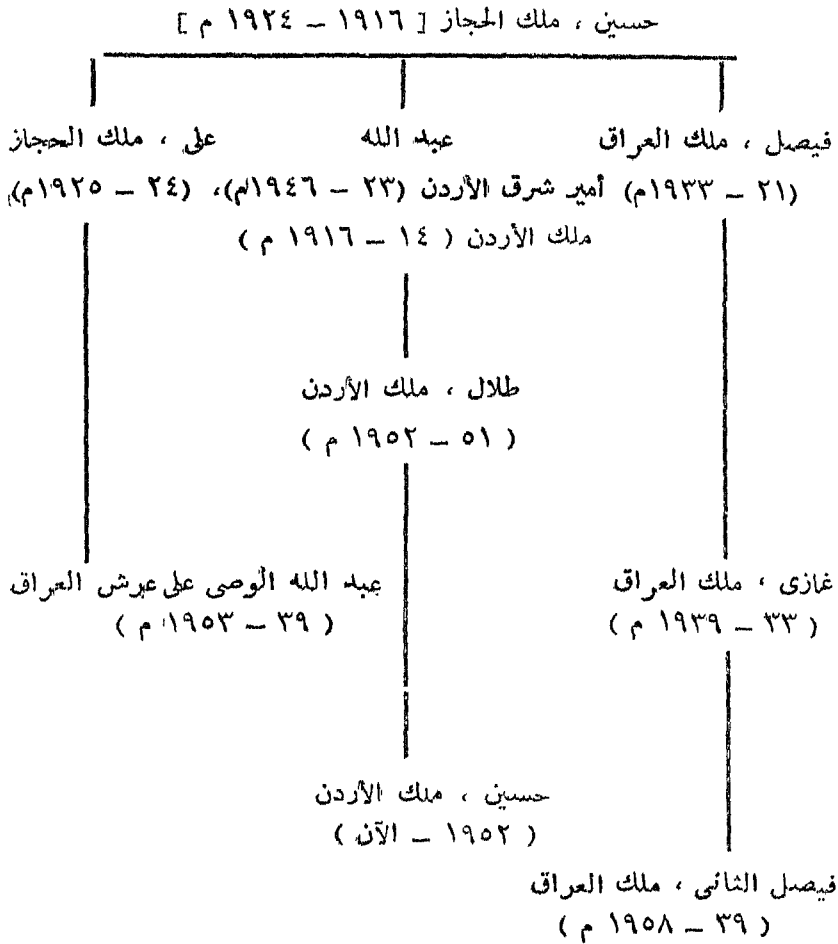 حسين ، ملك الحجاز [ ١٩١٦ – ١٩٢٤ م ]
فيصل ، ملك العراق عبد الله على ، ملك الحجاز
(٢١ – ١٩٣٣م) أمير شرق الأردن (٢٣ – ١٩٤٦م)، (٢٤ – ١٩٢٥م)
ملك الأردن ( ١٤ – ١٩١٦ م )
طلال ، ملك الأردن
( ٥١ – ١٩٥٢ م )
غازى ، ملك العراق عبد الله الوصى على عرش العراق
( ٣٣ – ١٩٣٩ م ) ( ٣٩ – ١٩٥٣ م )
حسين ، ملك الأردن
( ١٩٥٢ – الآن )
فيصل الثانى ، ملك العراق
( ٣٩ – ١٩٥٨ م )